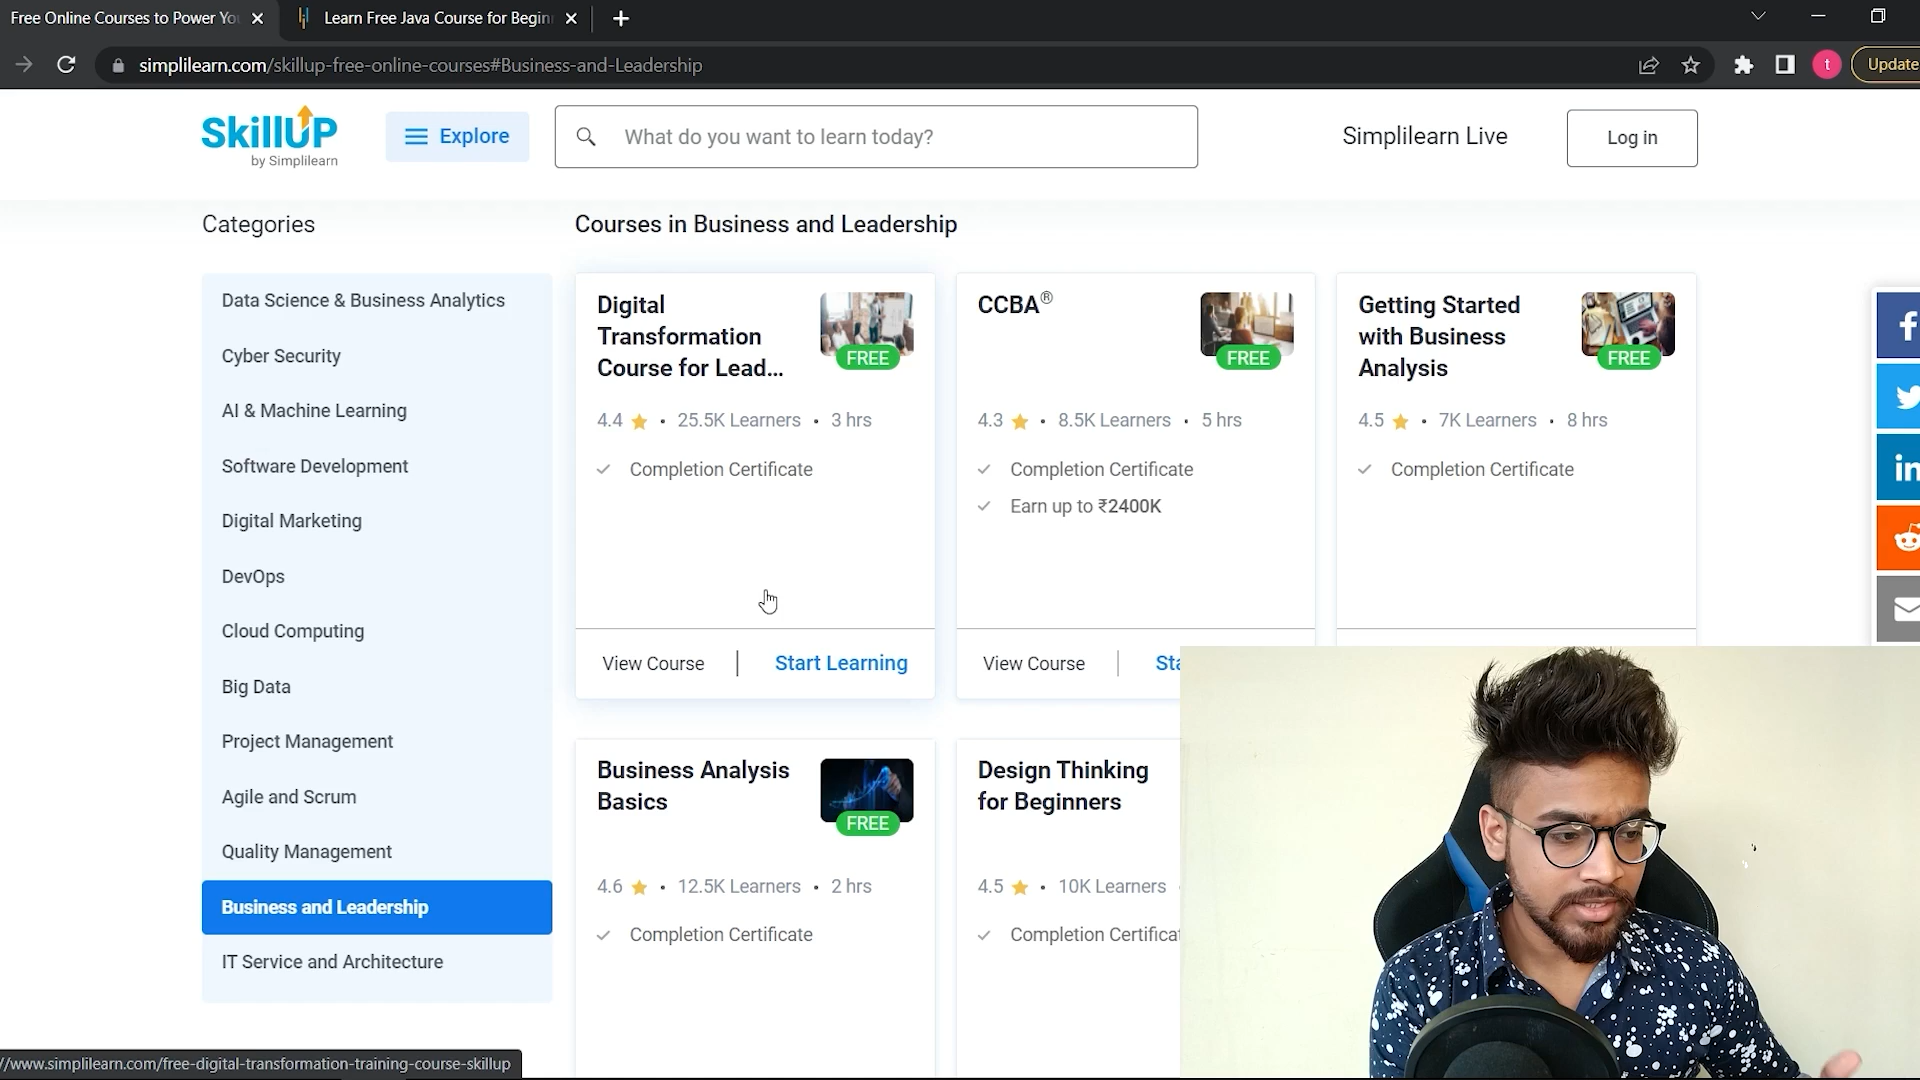 Free Online Courses to Power Yo
Learn Free Java Course for Begin
simplilearn.com/skillup-free-online-courses#Business-and-Leadership
t
Update
SkillUP
by Simplilearn
Explore
What do you want to learn today?
Simplilearn Live
Log in
Categories
Data Science & Business Analytics
Cyber Security
AI & Machine Learning
Software Development
Digital Marketing
DevOps
Cloud Computing
Big Data
Project Management
Agile and Scrum
Quality Management
Business and Leadership
IT Service and Architecture
Courses in Business and Leadership
Digital
Transformation
Course for Lead...
FREE
4.4 • 25.5K Learners • 3 hrs
Completion Certificate
View Course | Start Learning
CCBA®
FREE
4.3 • 8.5K Learners • 5 hrs
Completion Certificate
Earn up to ₹2400K
View Course | Sta
Getting Started
with Business
Analysis
FREE
4.5 • 7K Learners • 8 hrs
Completion Certificate
Business Analysis
Basics
FREE
4.6 • 12.5K Learners • 2 hrs
Completion Certificate
Design Thinking
for Beginners
4.5 • 10K Learners
Completion Certificat
f
in
//www.simplilearn.com/free-digital-transformation-training-course-skillup